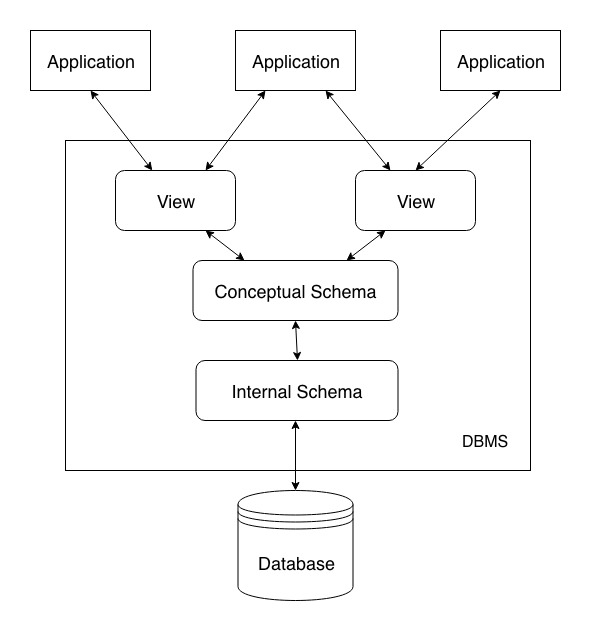 Application
Application
Application
View
View
Conceptual Schema
Internal Schema
DBMS
Database